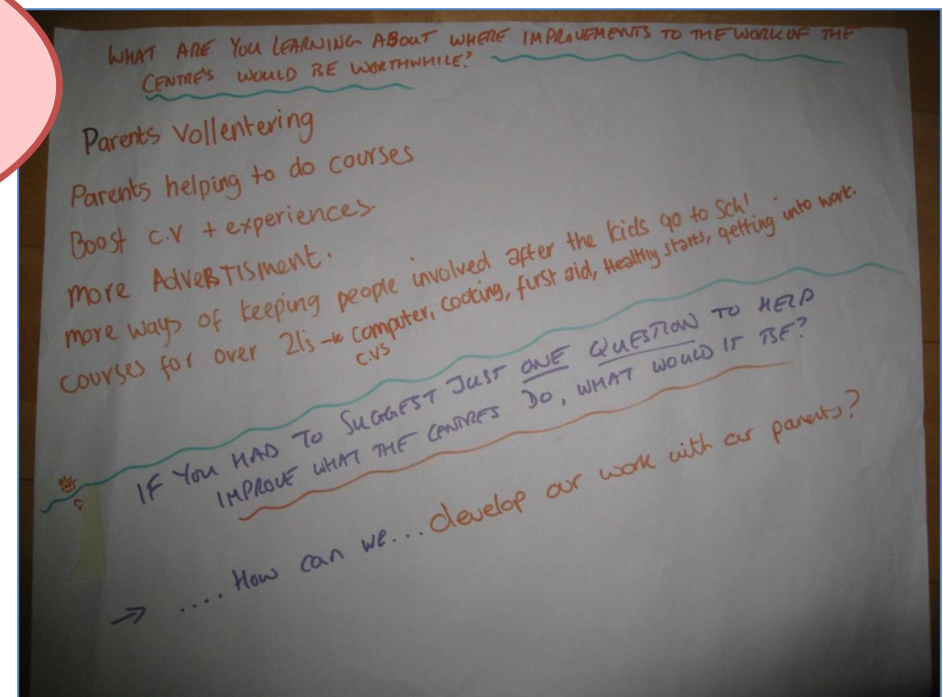 WHAT ARE YOU LEARNING ABOUT WHERE IMPROVEMENTS TO THE WORK OF THE
CENTRE'S WOULD BE WORTHWHILE?
Parents Vollentering
Parents helping to do courses
Boost C.V + experiences.
more AdveRTISment.
more ways of keeping people involved after the kids go to Sch!
courses for over 21s → computer, cooking, first aid, Healthy starts, getting into work.
C.VS
IF YOU HAD TO SUGGEST JUST ONE QUESTION TO HELP
IMPROVE WHAT THE CENTRES DO, WHAT WOULD IT BE?
→ .... How can we... develop our work with our parents?